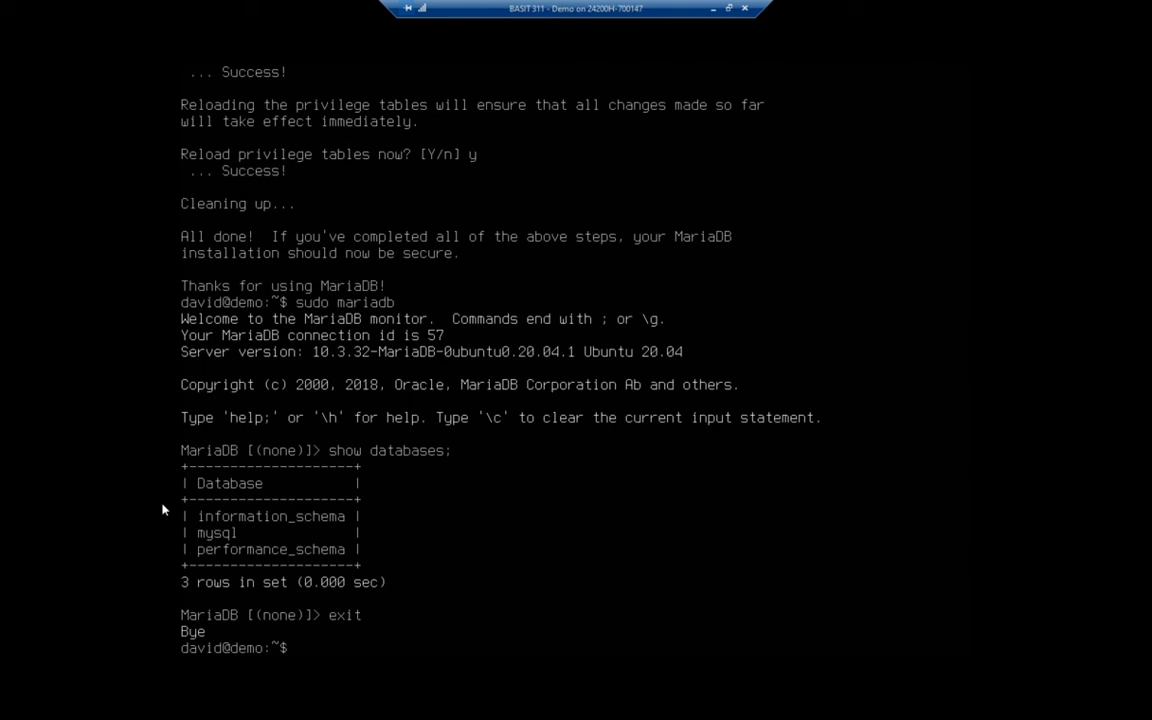 BASIT 311 - Demo on 24200H-700147
... Success!
Reloading the privilege tables will ensure that all changes made so far
will take effect immediately.
Reload privilege tables now? [Y/n] y
... Success!
Cleaning up...
All done!  If you've completed all of the above steps, your MariaDB
installation should now be secure.
Thanks for using MariaDB!
david@demo:~$ sudo mariadb
Welcome to the MariaDB monitor.  Commands end with ; or \g.
Your MariaDB connection id is 57
Server version: 10.3.32-MariaDB-0ubuntu0.20.04.1 Ubuntu 20.04
Copyright (c) 2000, 2018, Oracle, MariaDB Corporation Ab and others.
Type 'help;' or '\h' for help. Type '\c' to clear the current input statement.
MariaDB [(none)]> show databases;
+--------------------+
| Database           |
+--------------------+
| information_schema |
| mysql              |
| performance_schema |
+--------------------+
3 rows in set (0.000 sec)
MariaDB [(none)]> exit
Bye
david@demo:~$